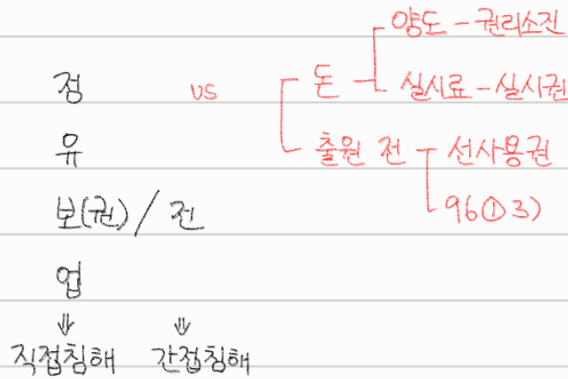 양도 - 권리소진
정 vs 돈 실시료 - 실시권
유 출원 전 선사용권
보(권) / 전 96①3)
업
⇓ ⇓
직접침해 간접침해